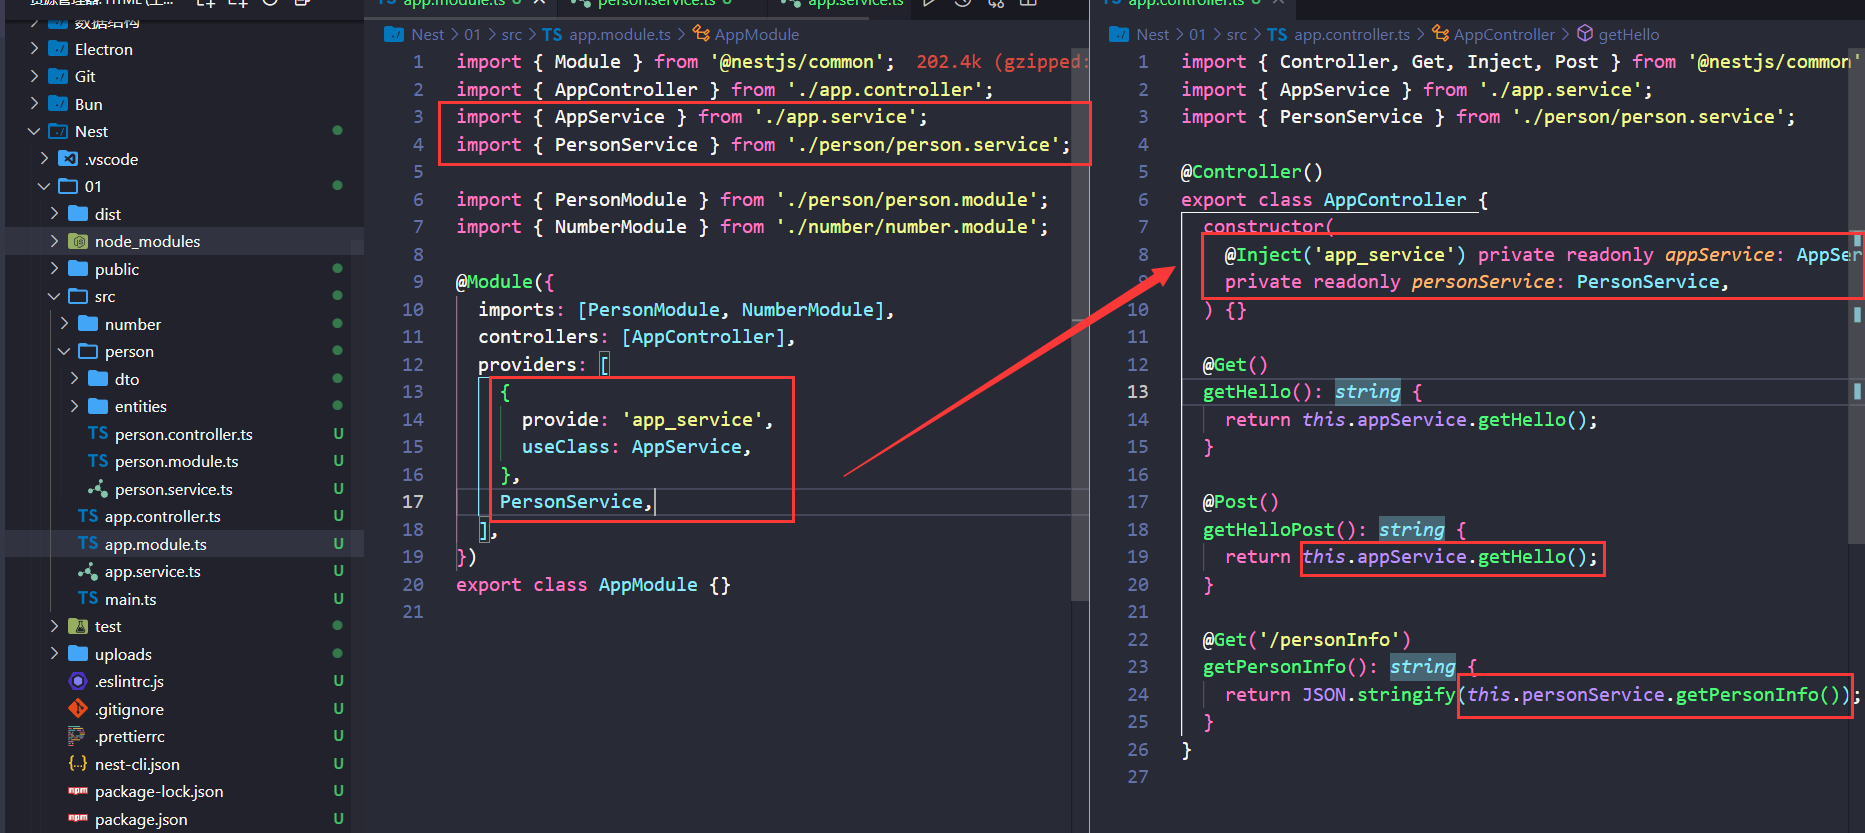 数据结构
Electron
Git
Bun
Nest
.vscode
01
dist
node_modules
public
src
number
person
dto
entities
TS person.controller.ts U
TS person.module.ts U
person.service.ts U
TS app.controller.ts U
TS app.module.ts U
app.service.ts U
TS main.ts U
test
uploads
.eslintrc.js U
.gitignore U
.prettierrc U
nest-cli.json U
npm package-lock.json U
npm package.json U
TS app.module.ts U
person.service.ts U
app.service.ts
Nest > 01 > src > TS app.module.ts > AppModule
1 import { Module } from '@nestjs/common'; 202.4k (gzipped:
2 import { AppController } from './app.controller';
3 import { AppService } from './app.service';
4 import { PersonService } from './person/person.service';
5
6 import { PersonModule } from './person/person.module';
7 import { NumberModule } from './number/number.module';
8
9 @Module({
10 imports: [PersonModule, NumberModule],
11 controllers: [AppController],
12 providers: [
13 {
14 provide: 'app_service',
15 useClass: AppService,
16 },
17 PersonService,
18 ],
19 })
20 export class AppModule {}
21
TS app.controller.ts U
Nest > 01 > src > TS app.controller.ts > AppController > getHello
1 import { Controller, Get, Inject, Post } from '@nestjs/common'
2 import { AppService } from './app.service';
3 import { PersonService } from './person/person.service';
4
5 @Controller()
6 export class AppController {
7 constructor(
8 @Inject('app_service') private readonly appService: AppSer
private readonly personService: PersonService,
10 ) {}
11
12 @Get()
13 getHello(): string {
14 return this.appService.getHello();
15 }
16
17 @Post()
18 getHelloPost(): string {
19 return this.appService.getHello();
20 }
21
22 @Get('/personInfo')
23 getPersonInfo(): string {
24 return JSON.stringify(this.personService.getPersonInfo());
25 }
26 }
27